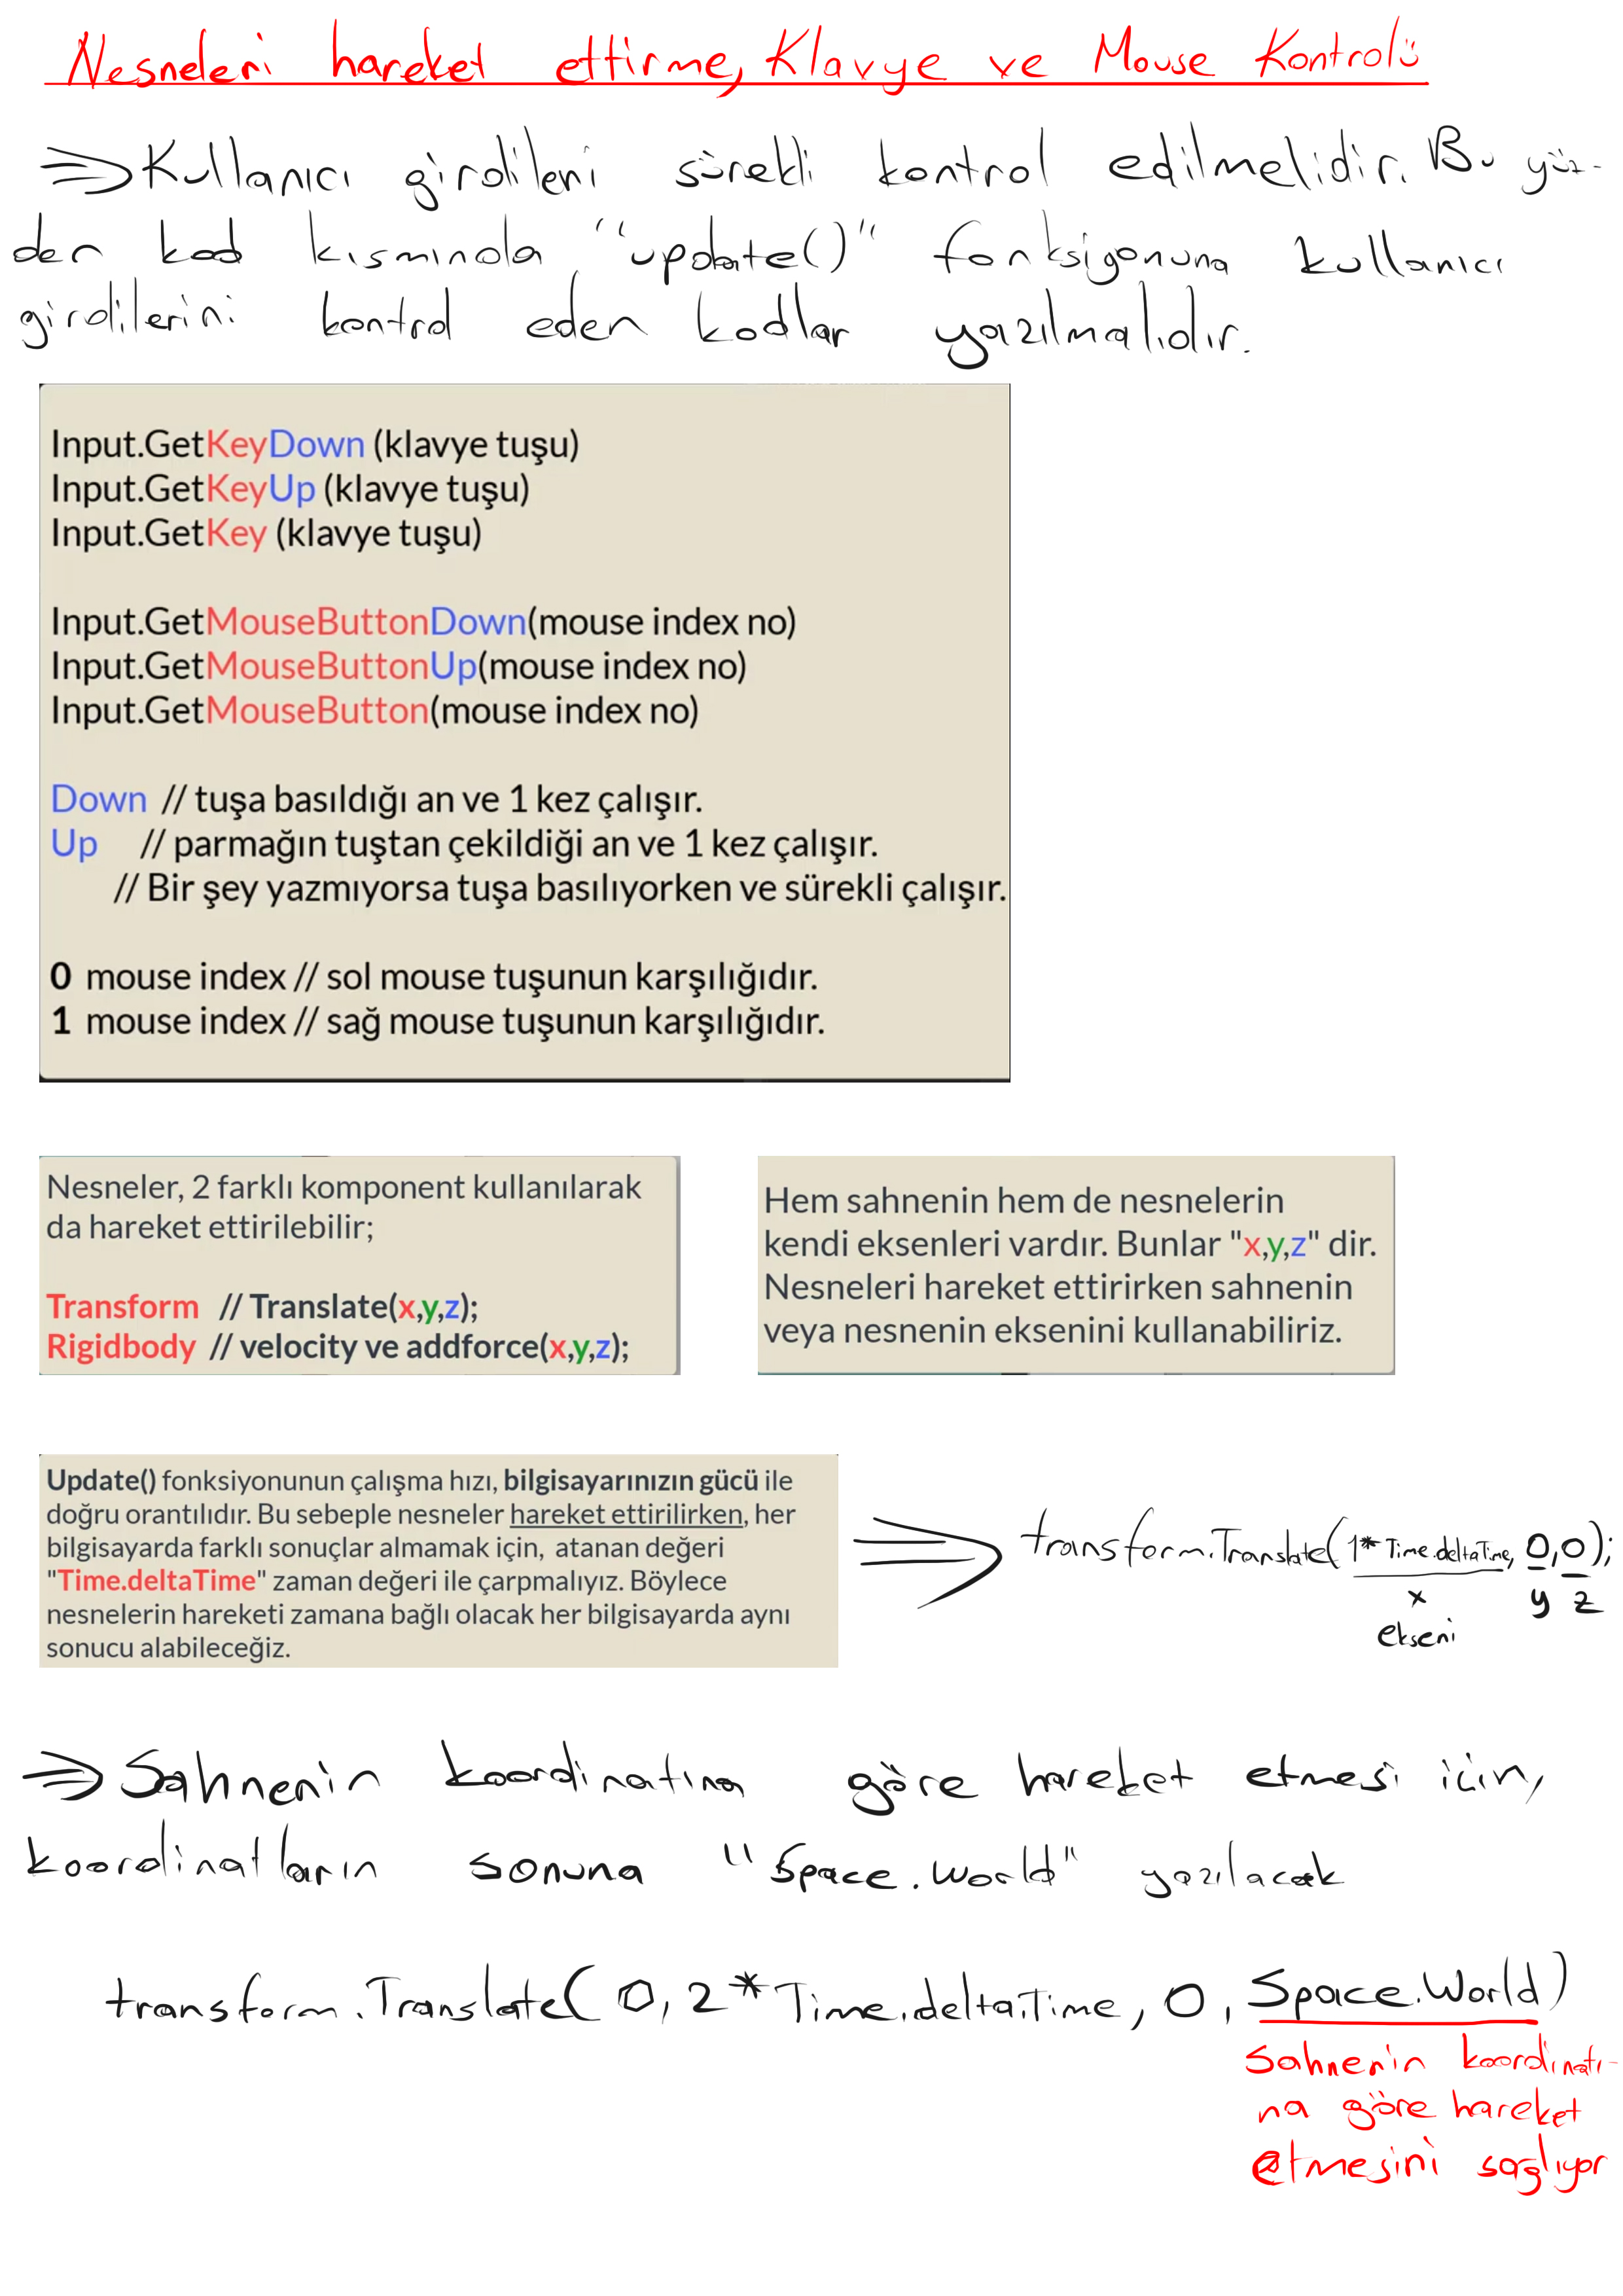 Nesneleri hareket ettirme, Klavye ve Mouse Kontrolü
⇒ Kullanıcı girdileri sürekli kontrol edilmelidir. Bu yüz-
den kod kısmında "update()" fonksiyonuna kullanıcı
girdilerini kontrol eden kodlar yazılmalıdır.
Input.GetKeyDown (klavye tuşu)
Input.GetKeyUp (klavye tuşu)
Input.GetKey (klavye tuşu)
Input.GetMouseButtonDown(mouse index no)
Input.GetMouseButtonUp(mouse index no)
Input.GetMouseButton(mouse index no)
Down // tuşa basıldığı an ve 1 kez çalışır.
Up // parmağın tuştan çekildiği an ve 1 kez çalışır.
// Bir şey yazmıyorsa tuşa basılıyorken ve sürekli çalışır.
0 mouse index // sol mouse tuşunun karşılığıdır.
1 mouse index // sağ mouse tuşunun karşılığıdır.
Nesneler, 2 farklı komponent kullanılarak
da hareket ettirilebilir;
Transform // Translate(x,y,z);
Rigidbody // velocity ve addforce(x,y,z);
Hem sahnenin hem de nesnelerin
kendi eksenleri vardır. Bunlar "x,y,z" dir.
Nesneleri hareket ettirirken sahnenin
veya nesnenin eksenini kullanabiliriz.
Update() fonksiyonunun çalışma hızı, bilgisayarınızın gücü ile
doğru orantılıdır. Bu sebeple nesneler hareket ettirilirken, her
bilgisayarda farklı sonuçlar almamak için, atanan değeri
"Time.deltaTime" zaman değeri ile çarpmalıyız. Böylece
nesnelerin hareketi zamana bağlı olacak her bilgisayarda aynı
sonucu alabileceğiz.
⇒ transform.Translate(1* Time.deltaTime, 0,0);
x y z
ekseni
⇒ Sahnenin koordinatına göre hareket etmesi için,
koordinatların sonuna "Space.World" yazılacak
transform.Translate( 0, 2* Time.deltaTime, 0, Space.World)
Sahnenin koordinatı-
na göre hareket
etmesini sağlıyor